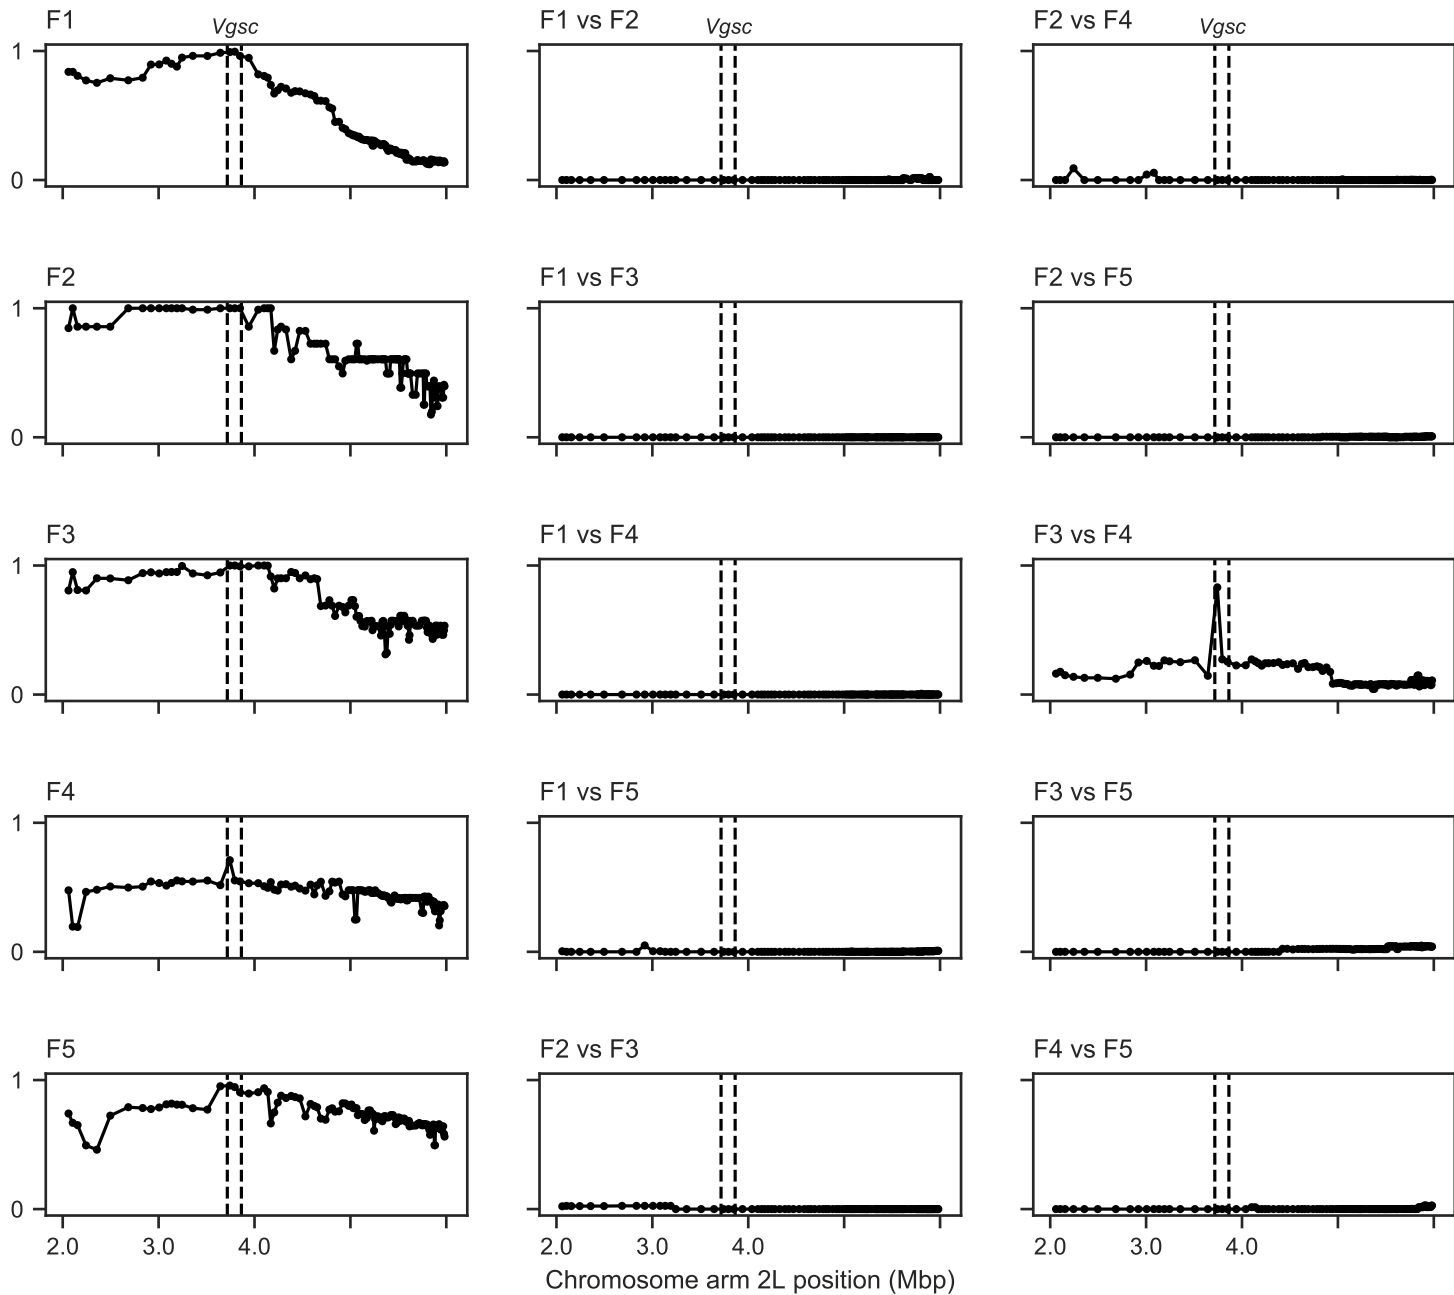 F1
Vgsc
F1 vs F2
Vgsc
F2 vs F4
Vgsc
1
0
F2
F1 vs F3
F2 vs F5
1
0
F3
F1 vs F4
F3 vs F4
1
0
F4
F1 vs F5
F3 vs F5
1
0
F5
F2 vs F3
F4 vs F5
1
0
2.0 3.0 4.0
2.0 3.0 4.0
2.0 3.0 4.0
Chromosome arm 2L position (Mbp)